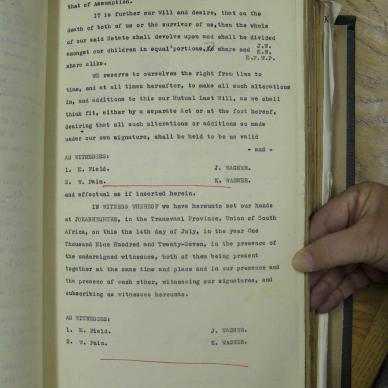 that of Assumption.
IT is further our Will and desire, that on the
death of both of us or the survivor of us, then the whole
of our said Estate shall devolve upon and shall be divided
amongst our children in equal portions, share and J.W.
K.W.
share alike. E.F.W.P.
WE reserve to ourselves the right from time to
time, and at all times hereafter, to make all such alterations
in, and additions to this our Mutual Last Will, as we shall
think fit, either by a separate Act or at the foot hereof,
desiring that all such alterations or additions so made
under our own signature, shall be held to be as valid
- and -
AS WITNESSES:
1. E. Field. J. WAGNER.
2. W. Pain. K. WAGNER.
and effectual as if inserted herein.
IN WITNESS WHEREOF we have hereunto set our hands
at JOHANNESBURG, in the Transvaal Province, Union of South
Africa, on this the 14th day of July, in the year One
Thousand Nine Hundred and Twenty-Seven, in the presence of
the undersigned witnesses, both of them being present
together at the same time and place and in our presence and
the presence of each other, witnessing our signatures, and
subscribing as witnesses hereunto.
AS WITNESSES:
1. E. Field. J. WAGNER.
2. W. Pain. K. WAGNER.